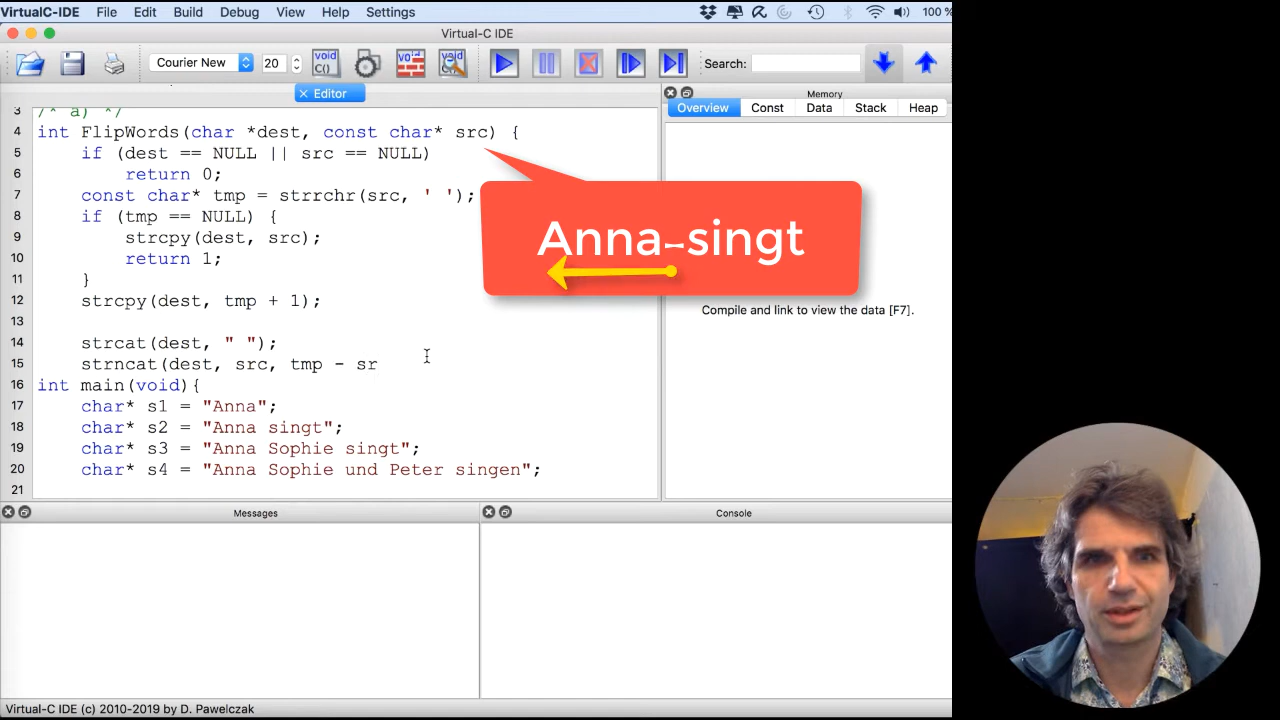 VirtualC-IDE File Edit Build Debug View Help Settings 100 %
Virtual-C IDE
Courier New 20 void C() void void C() Search:
× Editor
Memory
Overview Const Data Stack Heap
3 /* a) */
4 int FlipWords(char *dest, const char* src) {
5 if (dest == NULL || src == NULL)
6 return 0;
7 const char* tmp = strrchr(src, ' ');
8 if (tmp == NULL) {
9 strcpy(dest, src);
10 return 1;
11 }
12 strcpy(dest, tmp + 1);
13
14 strcat(dest, " ");
15 strncat(dest, src, tmp - sr
16 int main(void){
17 char* s1 = "Anna";
18 char* s2 = "Anna singt";
19 char* s3 = "Anna Sophie singt";
20 char* s4 = "Anna Sophie und Peter singen";
21
Anna-singt
Compile and link to view the data [F7].
Messages
Console
Virtual-C IDE (c) 2010-2019 by D. Pawelczak